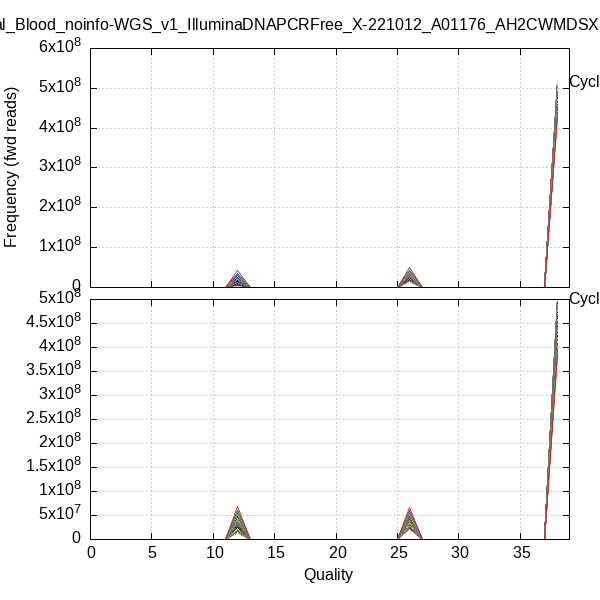 al_Blood_noinfo-WGS_v1_IlluminaDNAPCRFree_X-221012_A01176_AH2CWMDSX
6x10^8
5x10^8
4x10^8
3x10^8
2x10^8
1x10^8
0
Frequency (fwd reads)
Cycl
5x10^8
4.5x10^8
4x10^8
3.5x10^8
3x10^8
2.5x10^8
2x10^8
1.5x10^8
1x10^8
5x10^7
0
Cycl
0 5 10 15 20 25 30 35
Quality